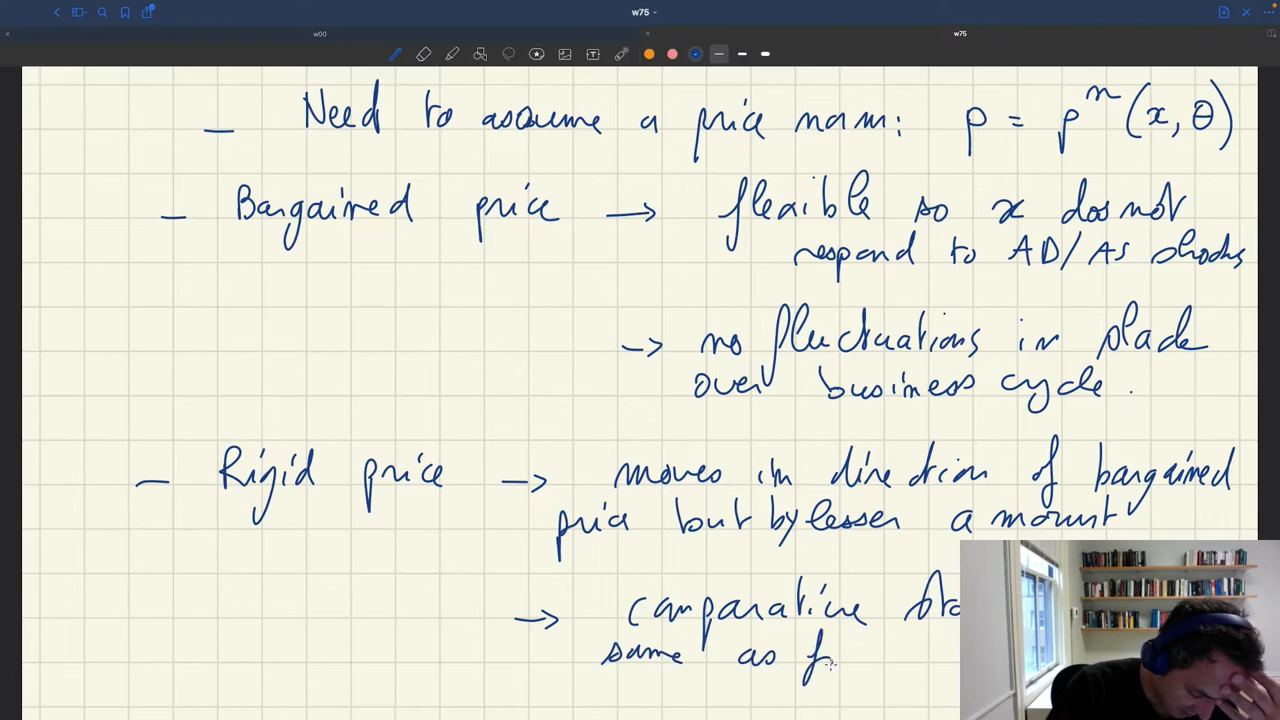 w75
w00
w75
- Need to assume a price norm: p = pⁿ(x, θ)
- Bargained price → flexible so x does not
respond to AD/AS shocks
→ no fluctuations in slack
over business cycle.
- Rigid price → moves in direction of bargained
price but by lesser amount
→ comparative sta
same as f